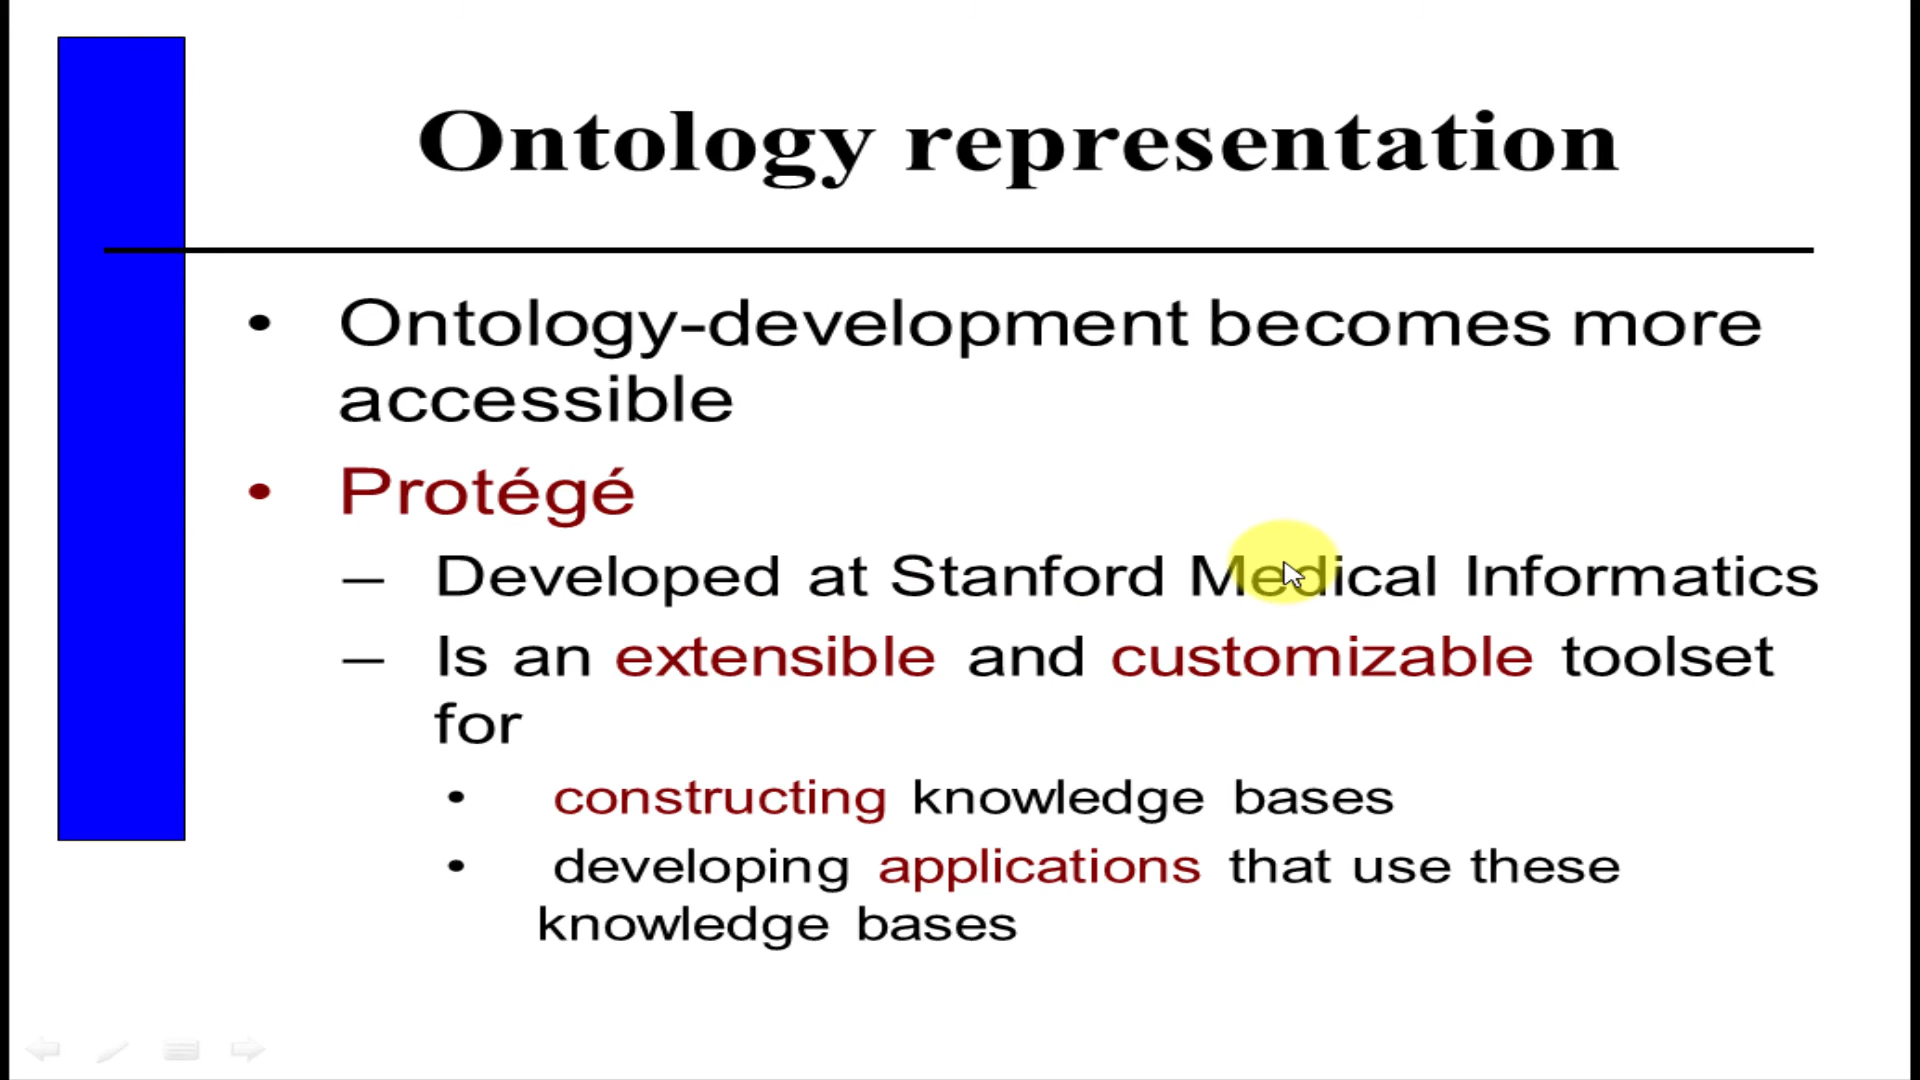 Ontology representation
• Ontology-development becomes more
accessible
• Protégé
– Developed at Stanford Medical Informatics
– Is an extensible and customizable toolset
for
• constructing knowledge bases
• developing applications that use these
knowledge bases